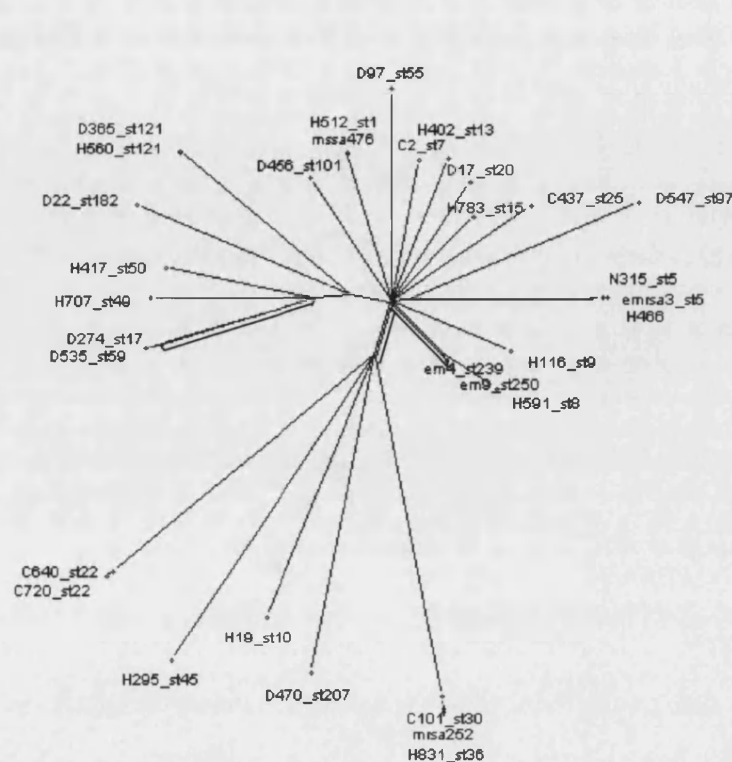 D97_st55
D365_st121
H560_st121
H512_st1
mssa476
H402_st13
C2_st7
D456_st101
D17_st20
D22_st182
H783_st15
C437_st25
D547_st97
H417_st50
N315_st5
H707_st49
emrsa3_st5
H466
D274_st17
D535_st59
em4_st239
H116_st9
em9_st250
H591_st8
C640_st22
C720_st22
H19_st10
H295_st45
D470_st207
C101_st30
mrsa252
H831_st36